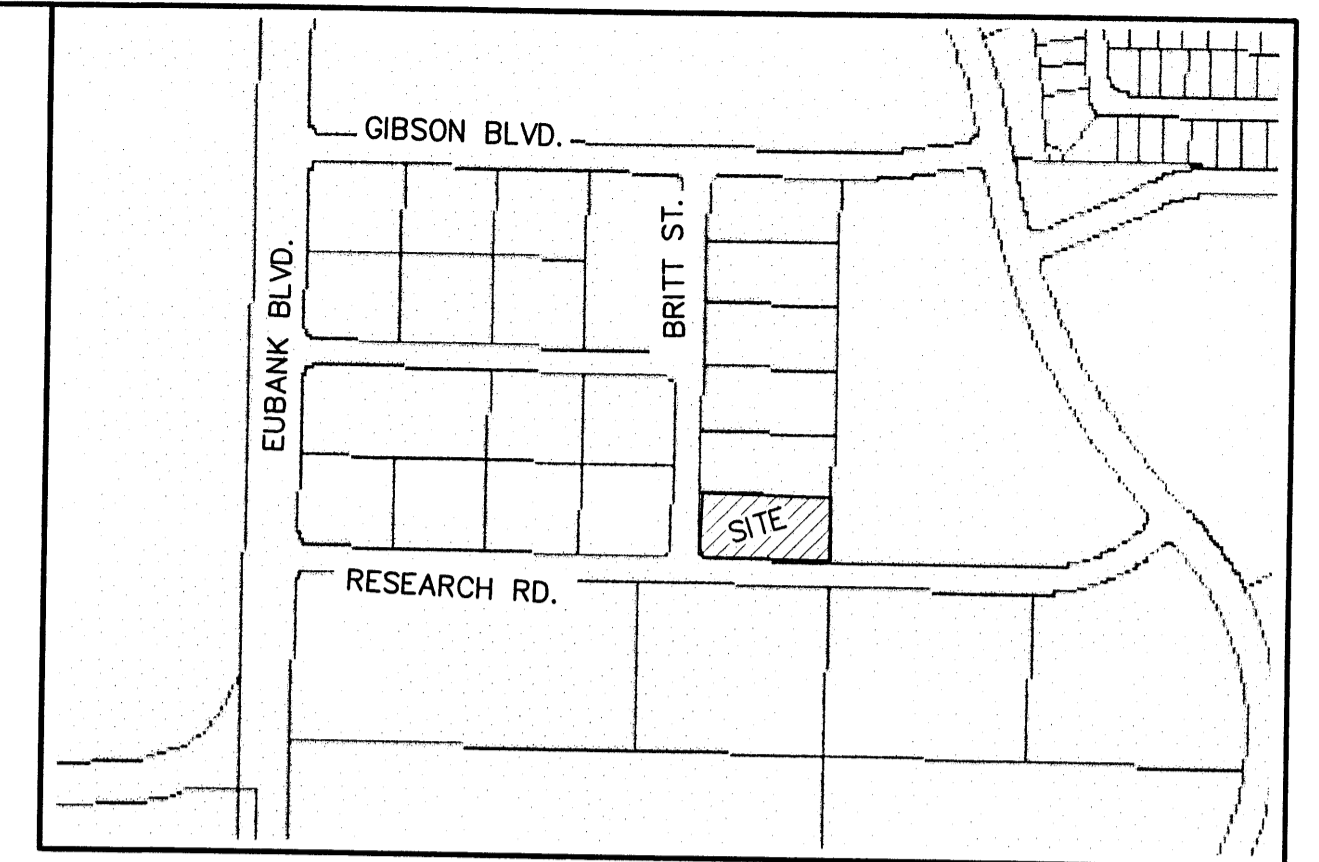 GIBSON BLVD.
BRITT ST.
EUBANK BLVD.
SITE
RESEARCH RD.